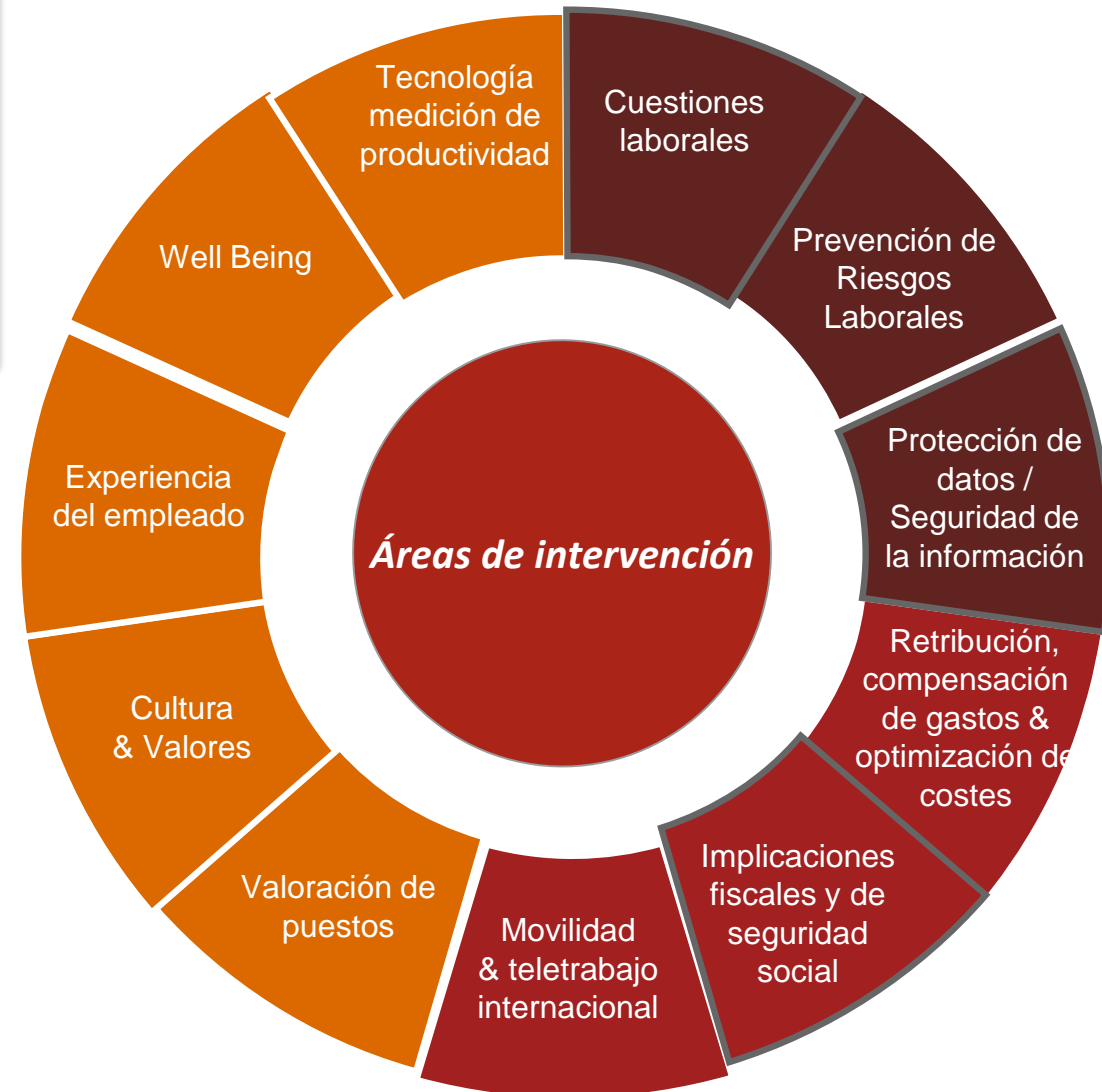 Tecnología
medición de
productividad
Cuestiones
laborales
Prevención de
Riesgos
Laborales
Protección de
datos /
Seguridad de
la información
Retribución,
compensación
de gastos &
optimización de
costes
Implicaciones
fiscales y de
seguridad
social
Movilidad
& teletrabajo
internacional
Valoración de
puestos
Cultura
& Valores
Experiencia
del empleado
Well Being
Áreas de intervención